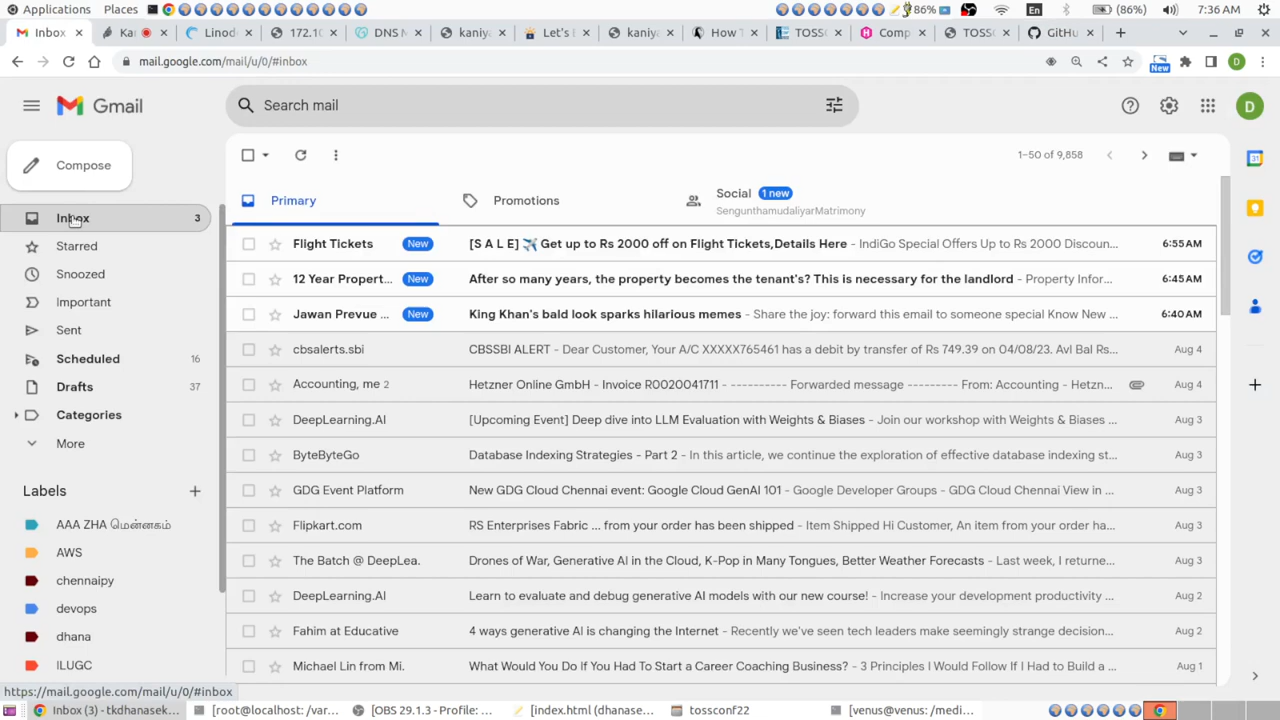 Applications Places 86% En (86%) 7:36 AM
Inbox Ka Linod 172.1 DNS M kaniy Let's kaniy How T TOSS Comp TOSS GitHu
mail.google.com/mail/u/0/#inbox New D
Gmail Search mail D
Compose 1–50 of 9,858
Primary Promotions Social 1 new
SengunthamudaliyarMatrimony
Inbox 3
Starred
Snoozed
Important
Sent
Scheduled 16
Drafts 37
Categories
More
Labels
AAA ZHA மென்னகம்
AWS
chennaipy
devops
dhana
ILUGC
Flight Tickets New [S A L E] ✈️ Get up to Rs 2000 off on Flight Tickets,Details Here - IndiGo Special Offers Up to Rs 2000 Discoun... 6:55 AM
12 Year Propert... New After so many years, the property becomes the tenant's? This is necessary for the landlord - Property Infor... 6:45 AM
Jawan Prevue ... New King Khan's bald look sparks hilarious memes - Share the joy: forward this email to someone special Know New ... 6:40 AM
cbsalerts.sbi CBSSBI ALERT - Dear Customer, Your A/C XXXXX765461 has a debit by transfer of Rs 749.39 on 04/08/23. Avl Bal Rs... Aug 4
Accounting, me 2 Hetzner Online GmbH - Invoice R0020041711 - ---------- Forwarded message --------- From: Accounting - Hetzn... Aug 4
DeepLearning.AI [Upcoming Event] Deep dive into LLM Evaluation with Weights & Biases - Join our workshop with Weights & Biases ... Aug 3
ByteByteGo Database Indexing Strategies - Part 2 - In this article, we continue the exploration of effective database indexing st... Aug 3
GDG Event Platform New GDG Cloud Chennai event: Google Cloud GenAI 101 - Google Developer Groups - GDG Cloud Chennai View in ... Aug 3
Flipkart.com RS Enterprises Fabric ... from your order has been shipped - Item Shipped Hi Customer, An item from your order ha... Aug 3
The Batch @ DeepLea. Drones of War, Generative AI in the Cloud, K-Pop in Many Tongues, Better Weather Forecasts - Last week, I returne... Aug 3
DeepLearning.AI Learn to evaluate and debug generative AI models with our new course! - Increase your development productivity ... Aug 2
Fahim at Educative 4 ways generative AI is changing the Internet - Recently we've seen tech leaders make seemingly strange decision... Aug 2
Michael Lin from Mi. What Would You Do If You Had To Start a Career Coaching Business? - 3 Principles I Would Follow If I Had to Build a ... Aug 1
https://mail.google.com/mail/u/0/#inbox
Inbox (3) - tkdhanasek... [root@localhost: /var... [OBS 29.1.3 - Profile: ... [index.html (dhanase... tossconf22 [venus@venus: /medi...